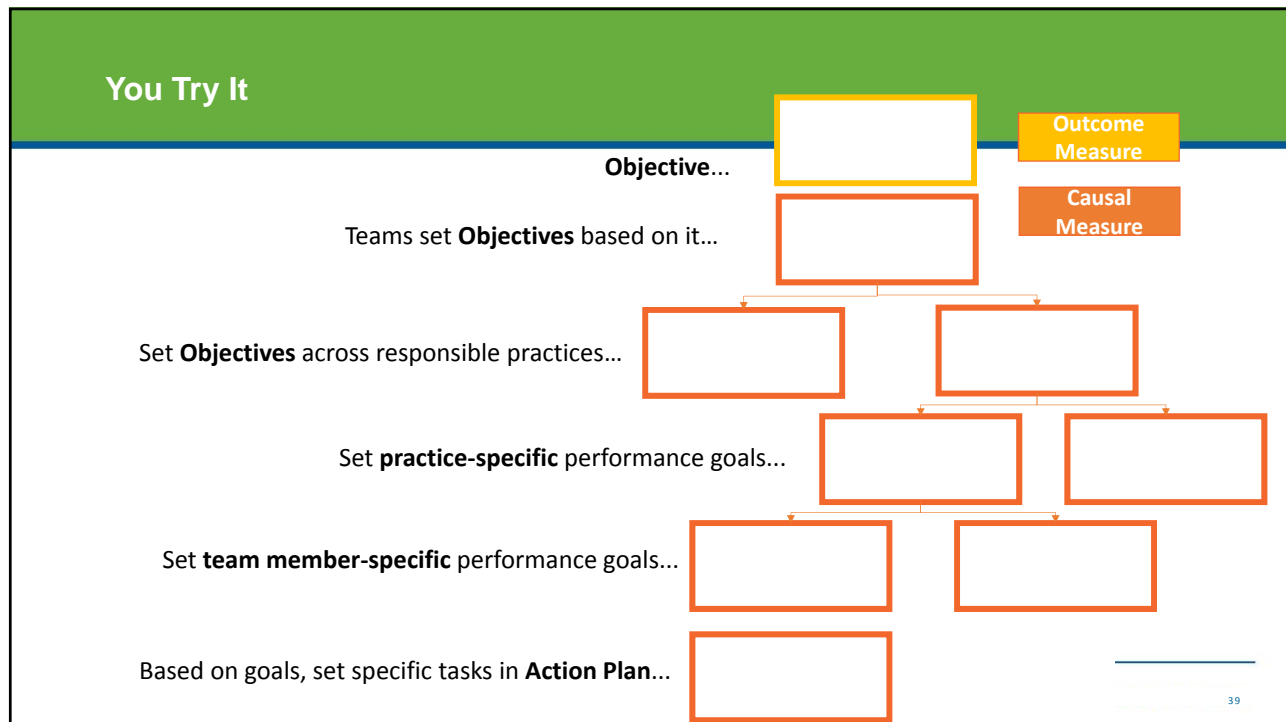 You Try It
Outcome
Measure
Objective...
Causal
Measure
Teams set Objectives based on it…
Set Objectives across responsible practices…
Set practice-specific performance goals...
Set team member-specific performance goals...
Based on goals, set specific tasks in Action Plan...
39